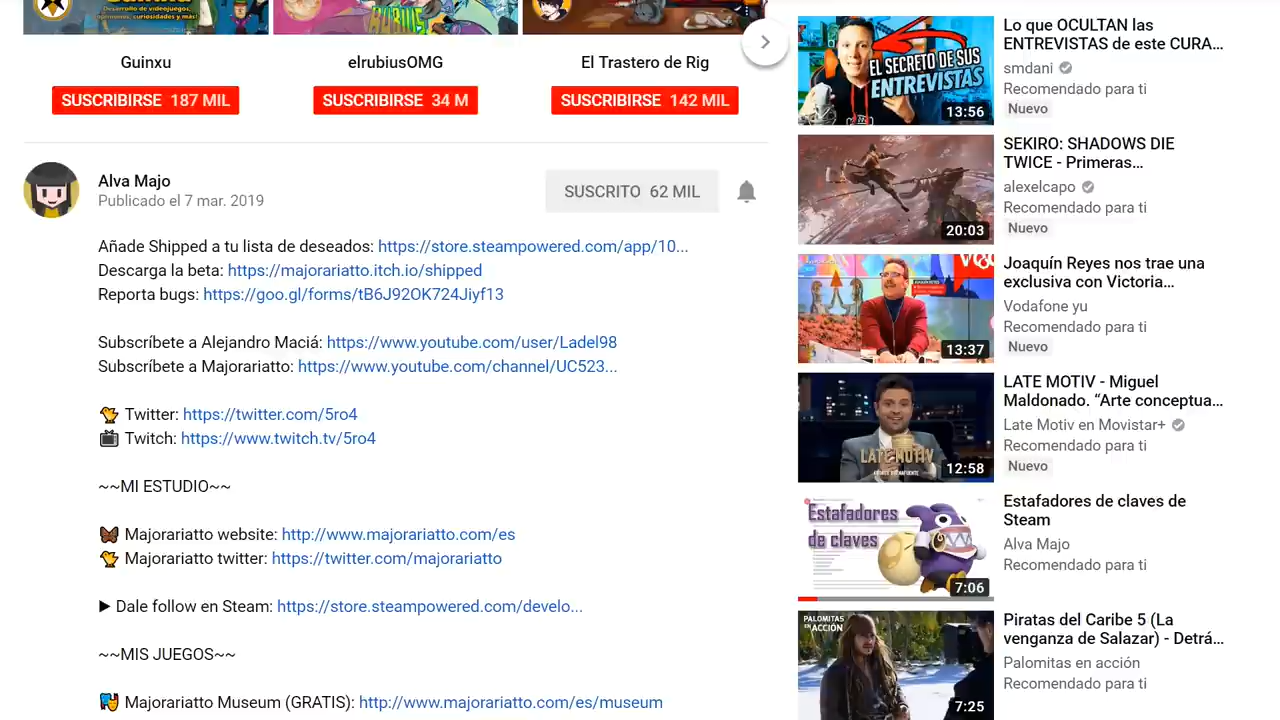 Desarrollo de videojuegos,
opiniones, curiosidades y más!
RUBIUS
Guinxu
elrubiusOMG
El Trastero de Rig
SUSCRIBIRSE 187 MIL
SUSCRIBIRSE 34 M
SUSCRIBIRSE 142 MIL
Alva Majo
Publicado el 7 mar. 2019
SUSCRITO 62 MIL
Añade Shipped a tu lista de deseados: https://store.steampowered.com/app/10...
Descarga la beta: https://majorariatto.itch.io/shipped
Reporta bugs: https://goo.gl/forms/tB6J92OK724Jiyf13
Subscríbete a Alejandro Maciá: https://www.youtube.com/user/Ladel98
Subscríbete a Majorariatto: https://www.youtube.com/channel/UC523...
Twitter: https://twitter.com/5ro4
Twitch: https://www.twitch.tv/5ro4
~~MI ESTUDIO~~
Majorariatto website: http://www.majorariatto.com/es
Majorariatto twitter: https://twitter.com/majorariatto
▶ Dale follow en Steam: https://store.steampowered.com/develo...
~~MIS JUEGOS~~
Majorariatto Museum (GRATIS): http://www.majorariatto.com/es/museum
EL SECRETO DE SUS
ENTREVISTAS
13:56
Lo que OCULTAN las
ENTREVISTAS de este CURA...
smdani
Recomendado para ti
Nuevo
20:03
SEKIRO: SHADOWS DIE
TWICE - Primeras...
alexelcapo
Recomendado para ti
Nuevo
13:37
Joaquín Reyes nos trae una
exclusiva con Victoria...
Vodafone yu
Recomendado para ti
Nuevo
LATE MOTIV
12:58
LATE MOTIV - Miguel
Maldonado. “Arte conceptua...
Late Motiv en Movistar+
Recomendado para ti
Nuevo
Estafadores
de claves
7:06
Estafadores de claves de
Steam
Alva Majo
Recomendado para ti
PALOMITAS
EN ACCIÓN
7:25
Piratas del Caribe 5 (La
venganza de Salazar) - Detrá...
Palomitas en acción
Recomendado para ti